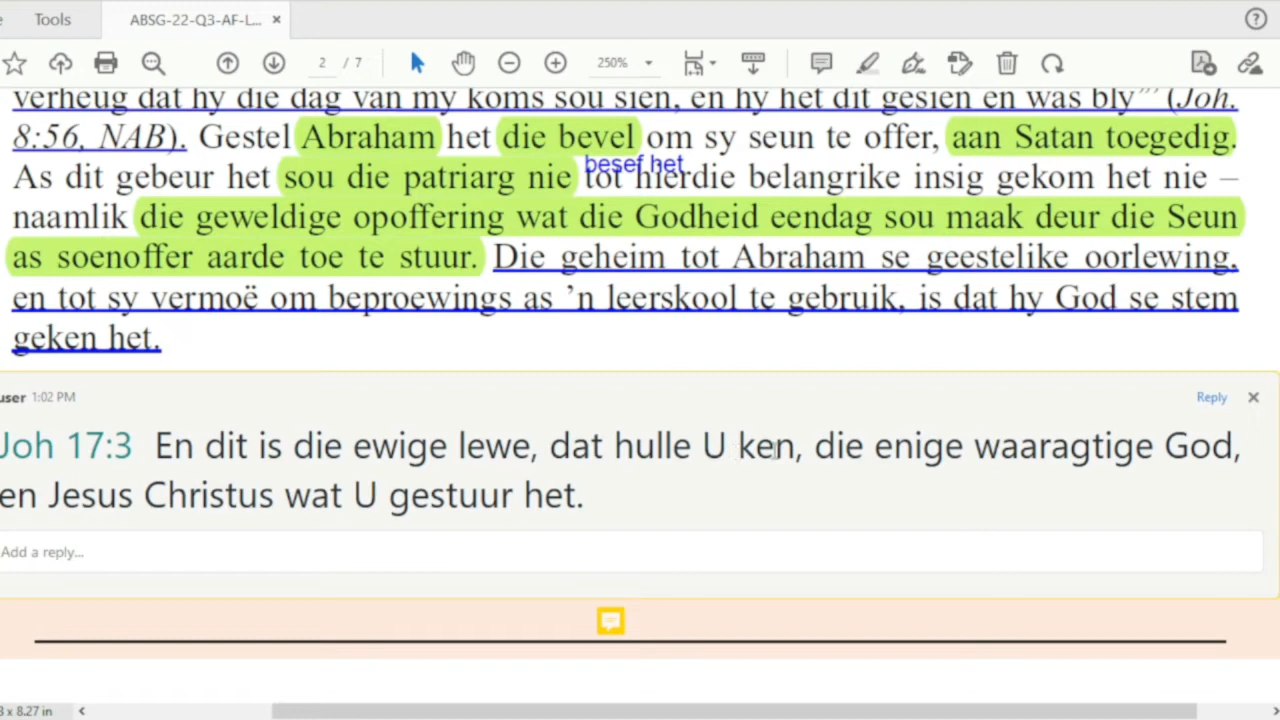 e Tools ABSG-22-Q3-AF-L... ×
2 / 7 250%
verheug dat hy die dag van my koms sou sien, en hy het dit gesien en was bly’” (Joh.
8:56, NAB). Gestel Abraham het die bevel om sy seun te offer, aan Satan toegedig.
besef het
As dit gebeur het sou die patriarg nie tot hierdie belangrike insig gekom het nie –
naamlik die geweldige opoffering wat die Godheid eendag sou maak deur die Seun
as soenoffer aarde toe te stuur. Die geheim tot Abraham se geestelike oorlewing,
en tot sy vermoë om beproewings as ’n leerskool te gebruik, is dat hy God se stem
geken het.
user 1:02 PM Reply ×
Joh 17:3 En dit is die ewige lewe, dat hulle U ken, die enige waaragtige God,
en Jesus Christus wat U gestuur het.
Add a reply...
x 8.27 in